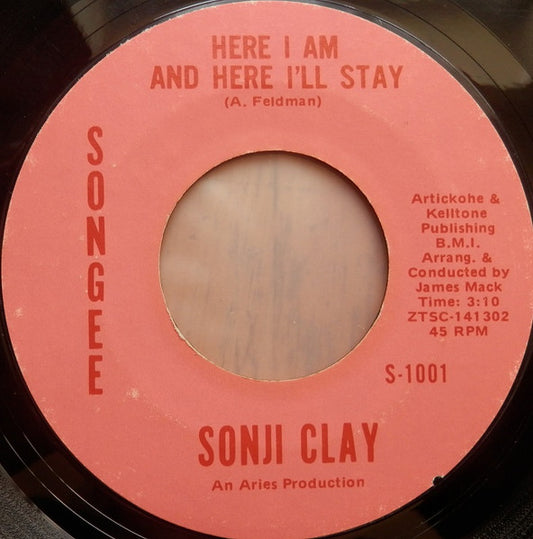 HERE I AM
AND HERE I'LL STAY
(A. Feldman)
SONGEE
Artickohe &
Kelltone
Publishing
B.M.I.
Arrang. &
Conducted by
James Mack
Time: 3:10
ZTSC-141302
45 RPM
S-1001
SONJI CLAY
An Aries Production